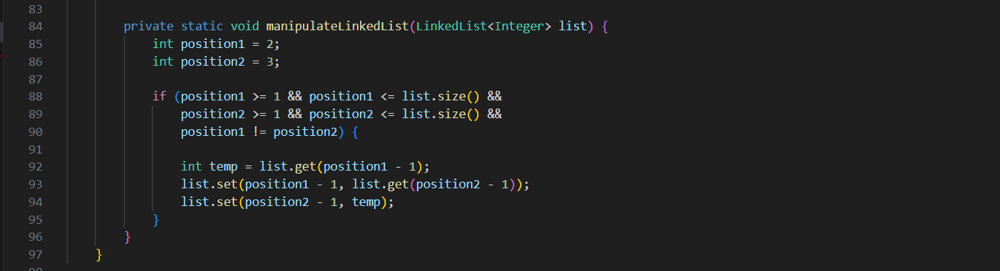 83
84 private static void manipulateLinkedList(LinkedList<Integer> list) {
85 int position1 = 2;
86 int position2 = 3;
87
88 if (position1 >= 1 && position1 <= list.size() &&
89 position2 >= 1 && position2 <= list.size() &&
90 position1 != position2) {
91
92 int temp = list.get(position1 - 1);
93 list.set(position1 - 1, list.get(position2 - 1));
94 list.set(position2 - 1, temp);
95 }
96 }
97 }